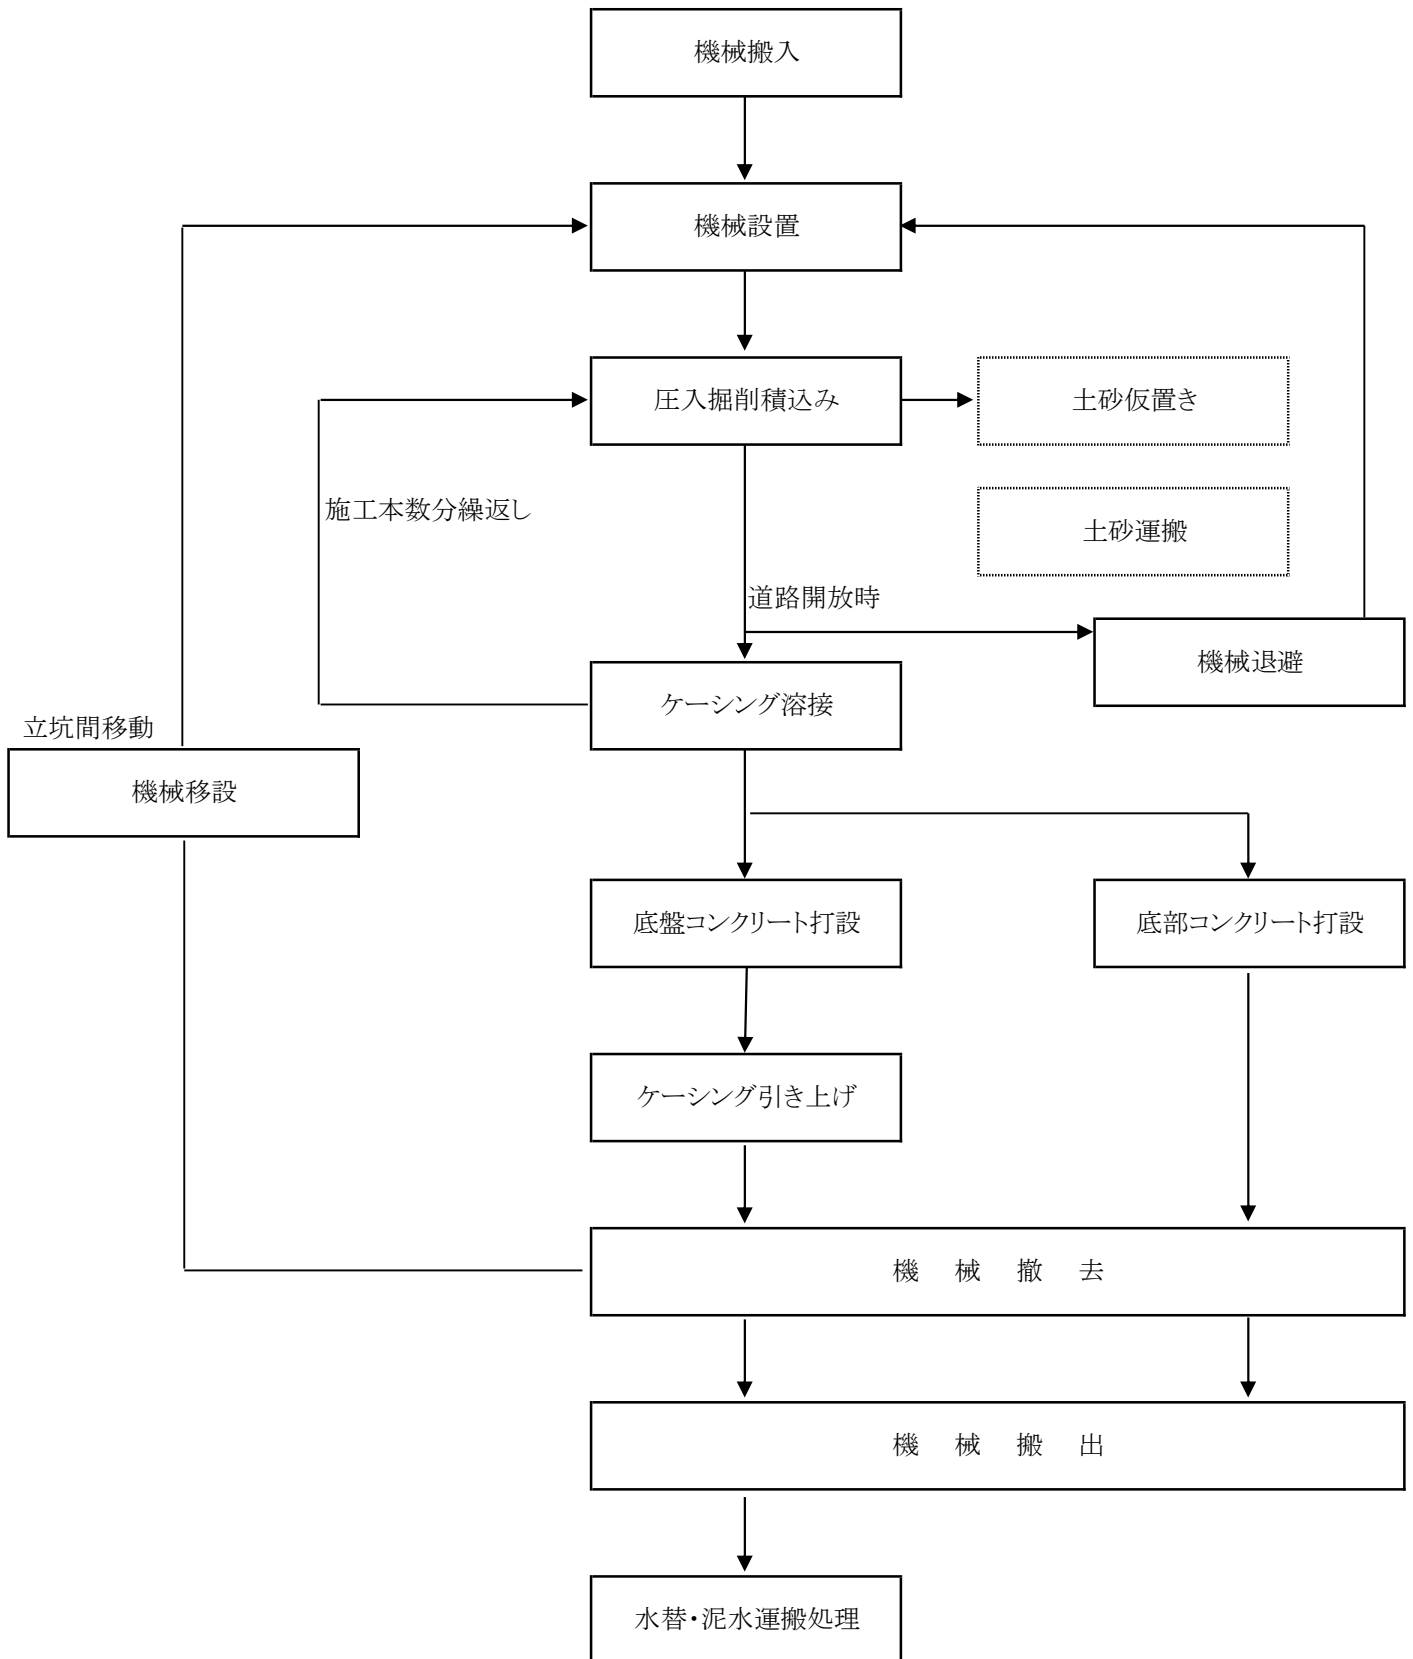 機械搬入
機械設置
圧入掘削積込み
土砂仮置き
施工本数分繰返し
土砂運搬
道路開放時
機械退避
ケーシング溶接
立坑間移動
機械移設
底盤コンクリート打設
底部コンクリート打設
ケーシング引き上げ
機　械　撤　去
機　械　搬　出
水替・泥水運搬処理